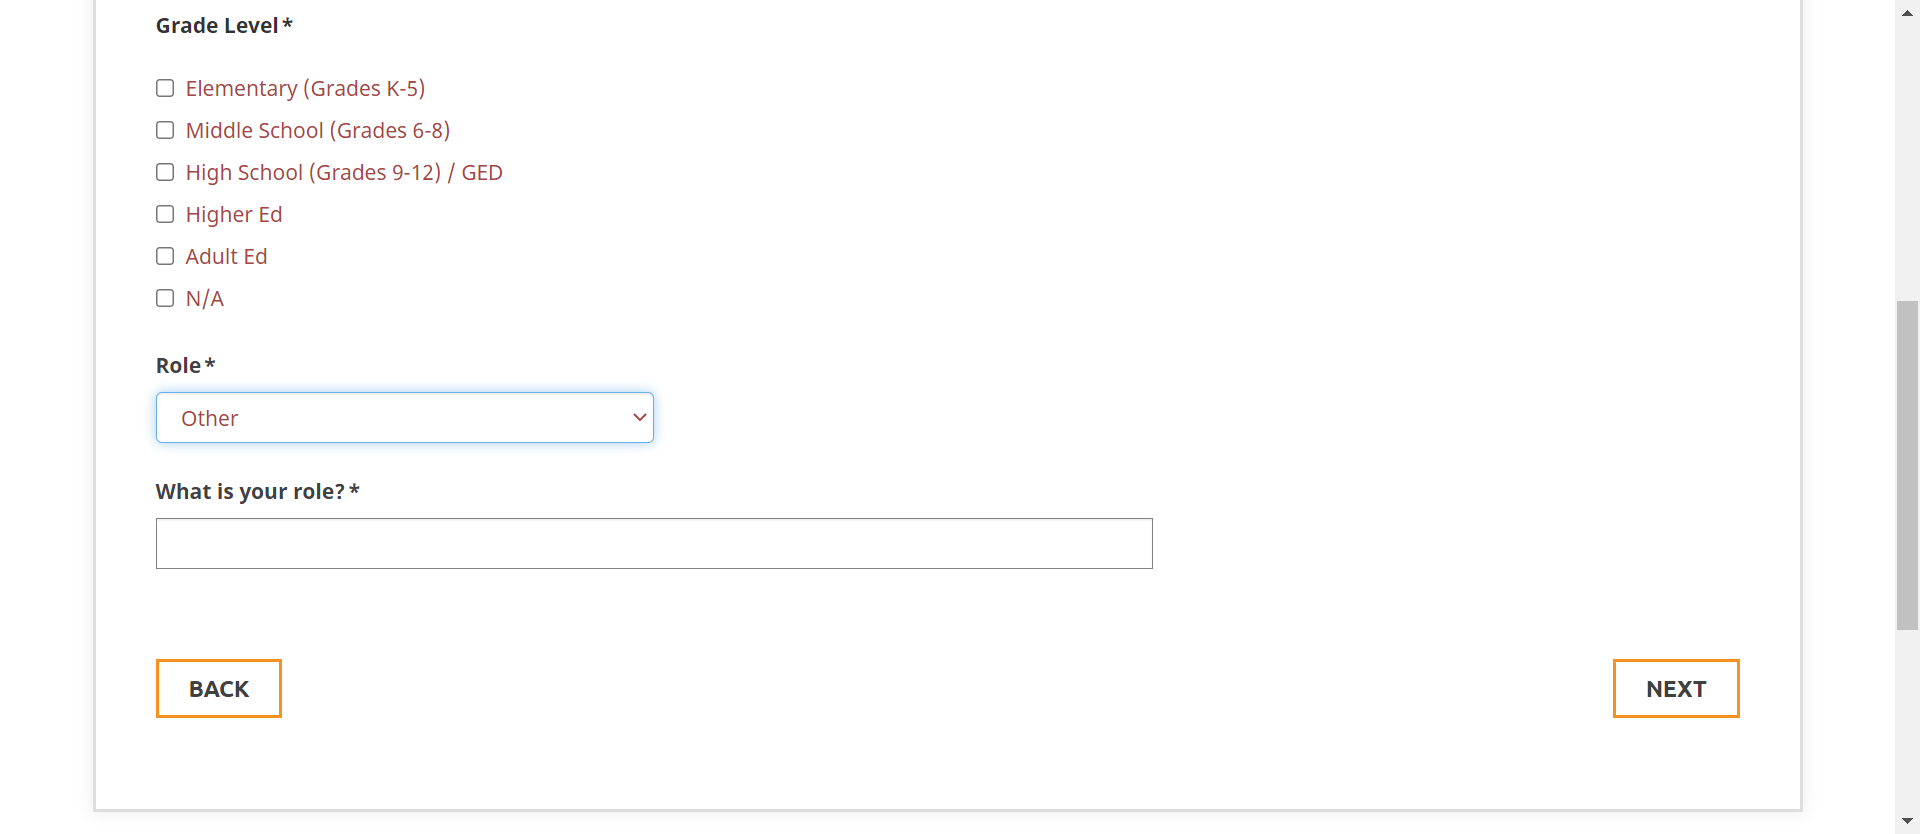 Grade Level *
Elementary (Grades K-5)
Middle School (Grades 6-8)
High School (Grades 9-12) / GED
Higher Ed
Adult Ed
N/A
Role *
Other
What is your role? *
BACK
NEXT